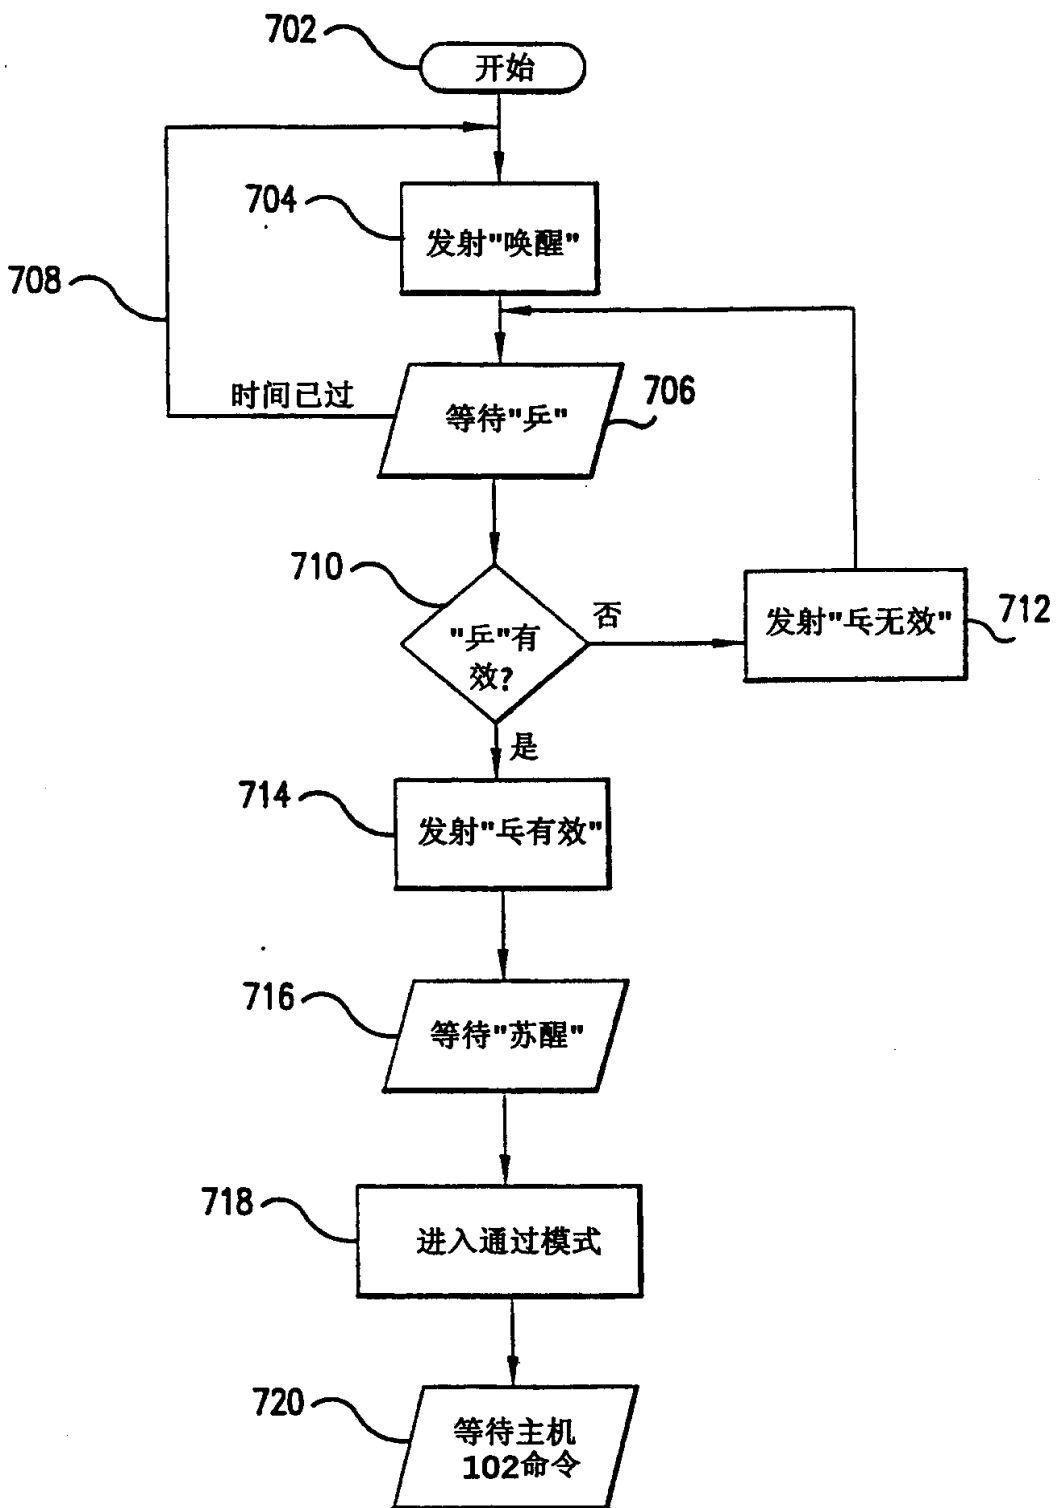 702
开始
704
发射"唤醒"
708
时间已过
等待"乒"
706
710
"乒"有
效?
否
发射"乓无效"
712
是
714
发射"乓有效"
716
等待"苏醒"
718
进入通过模式
720
等待主机
102命令